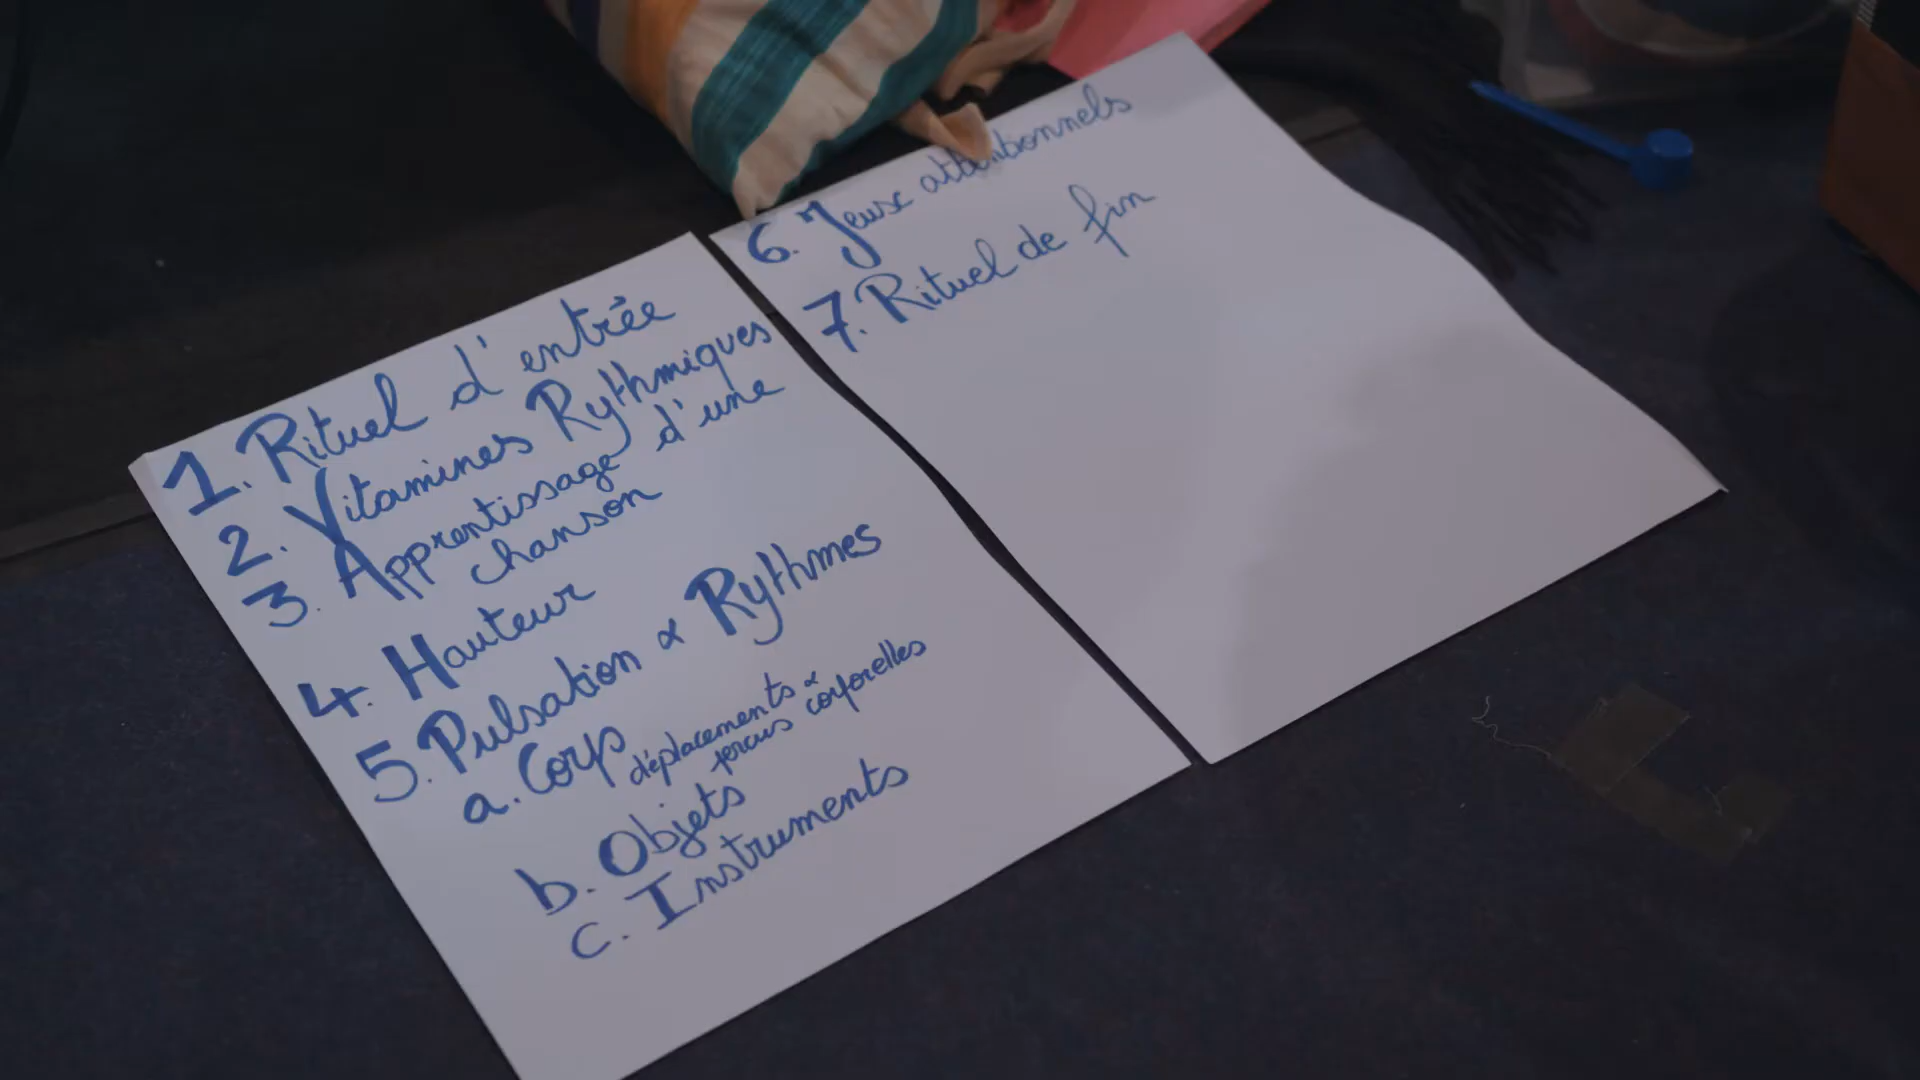 1. Rituel d'entrée
2. Vitamines Rythmiques
3. Apprentissage d'une
chanson
4. Hauteur
5. Pulsation & Rythmes
a. Corps déplacements &
percus corporelles
b. Objets
c. Instruments
6. Jeux attentionnels
7. Rituel de fin